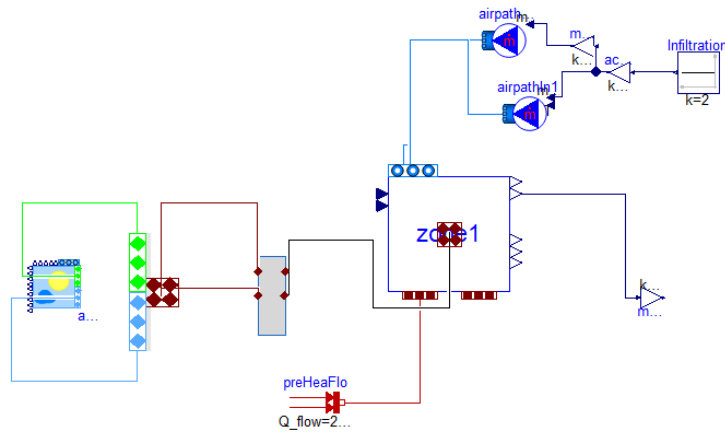 airpath...
m...
m...
k...
ac...
k...
Infiltration
k=2
airpathIn1
m...
ṁ
ṁ
zone1
a...
k...
m...
preHeaFlo
Q_flow=2...